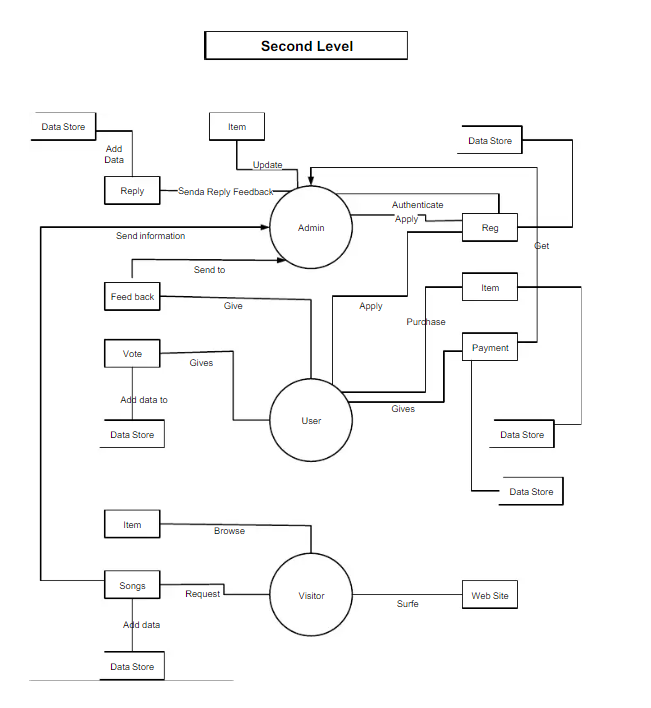 Second Level
Data Store
Item
Data Store
Add
Data
Update
Reply
Senda Reply Feedback
Authenticate
Apply
Admin
Reg
Send information
Get
Send to
Feed back
Give
Apply
Item
Purchase
Vote
Gives
Payment
Add data to
Gives
User
Data Store
Data Store
Data Store
Item
Browse
Songs
Request
Visitor
Surfe
Web Site
Add data
Data Store